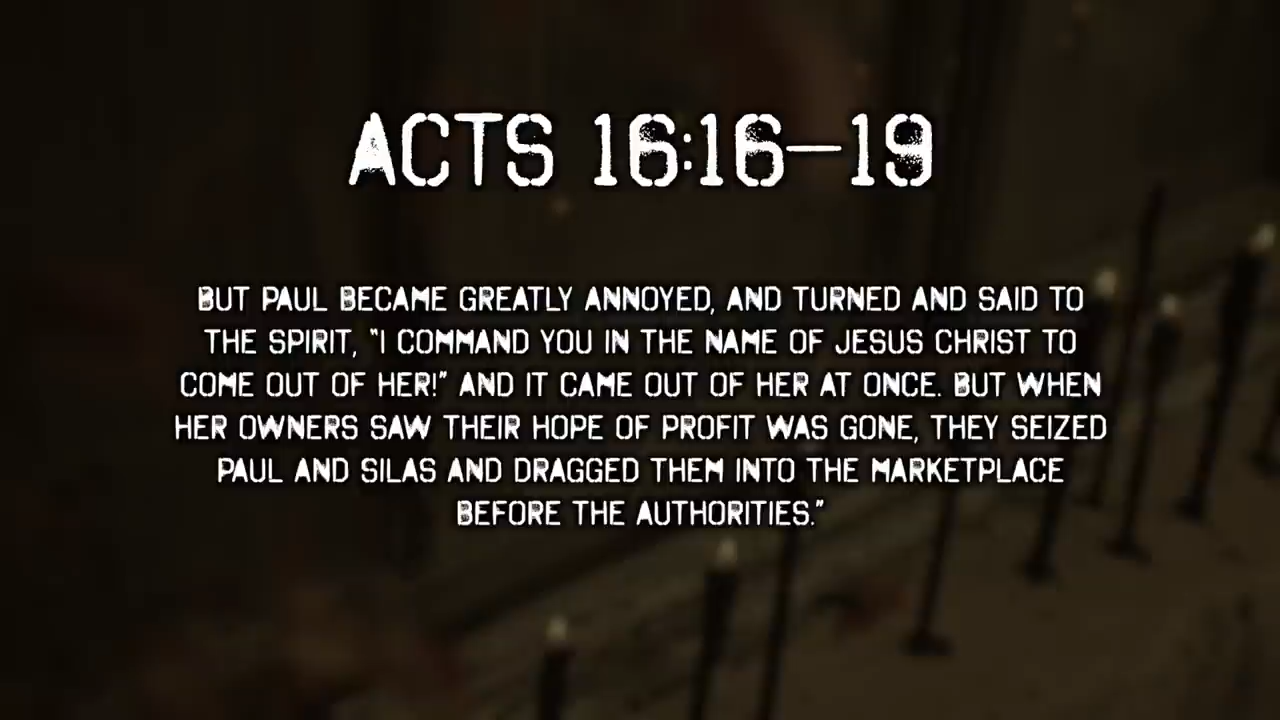 ACTS 16:16–19
BUT PAUL BECAME GREATLY ANNOYED, AND TURNED AND SAID TO
THE SPIRIT, "I COMMAND YOU IN THE NAME OF JESUS CHRIST TO
COME OUT OF HER!" AND IT CAME OUT OF HER AT ONCE. BUT WHEN
HER OWNERS SAW THEIR HOPE OF PROFIT WAS GONE, THEY SEIZED
PAUL AND SILAS AND DRAGGED THEM INTO THE MARKETPLACE
BEFORE THE AUTHORITIES."